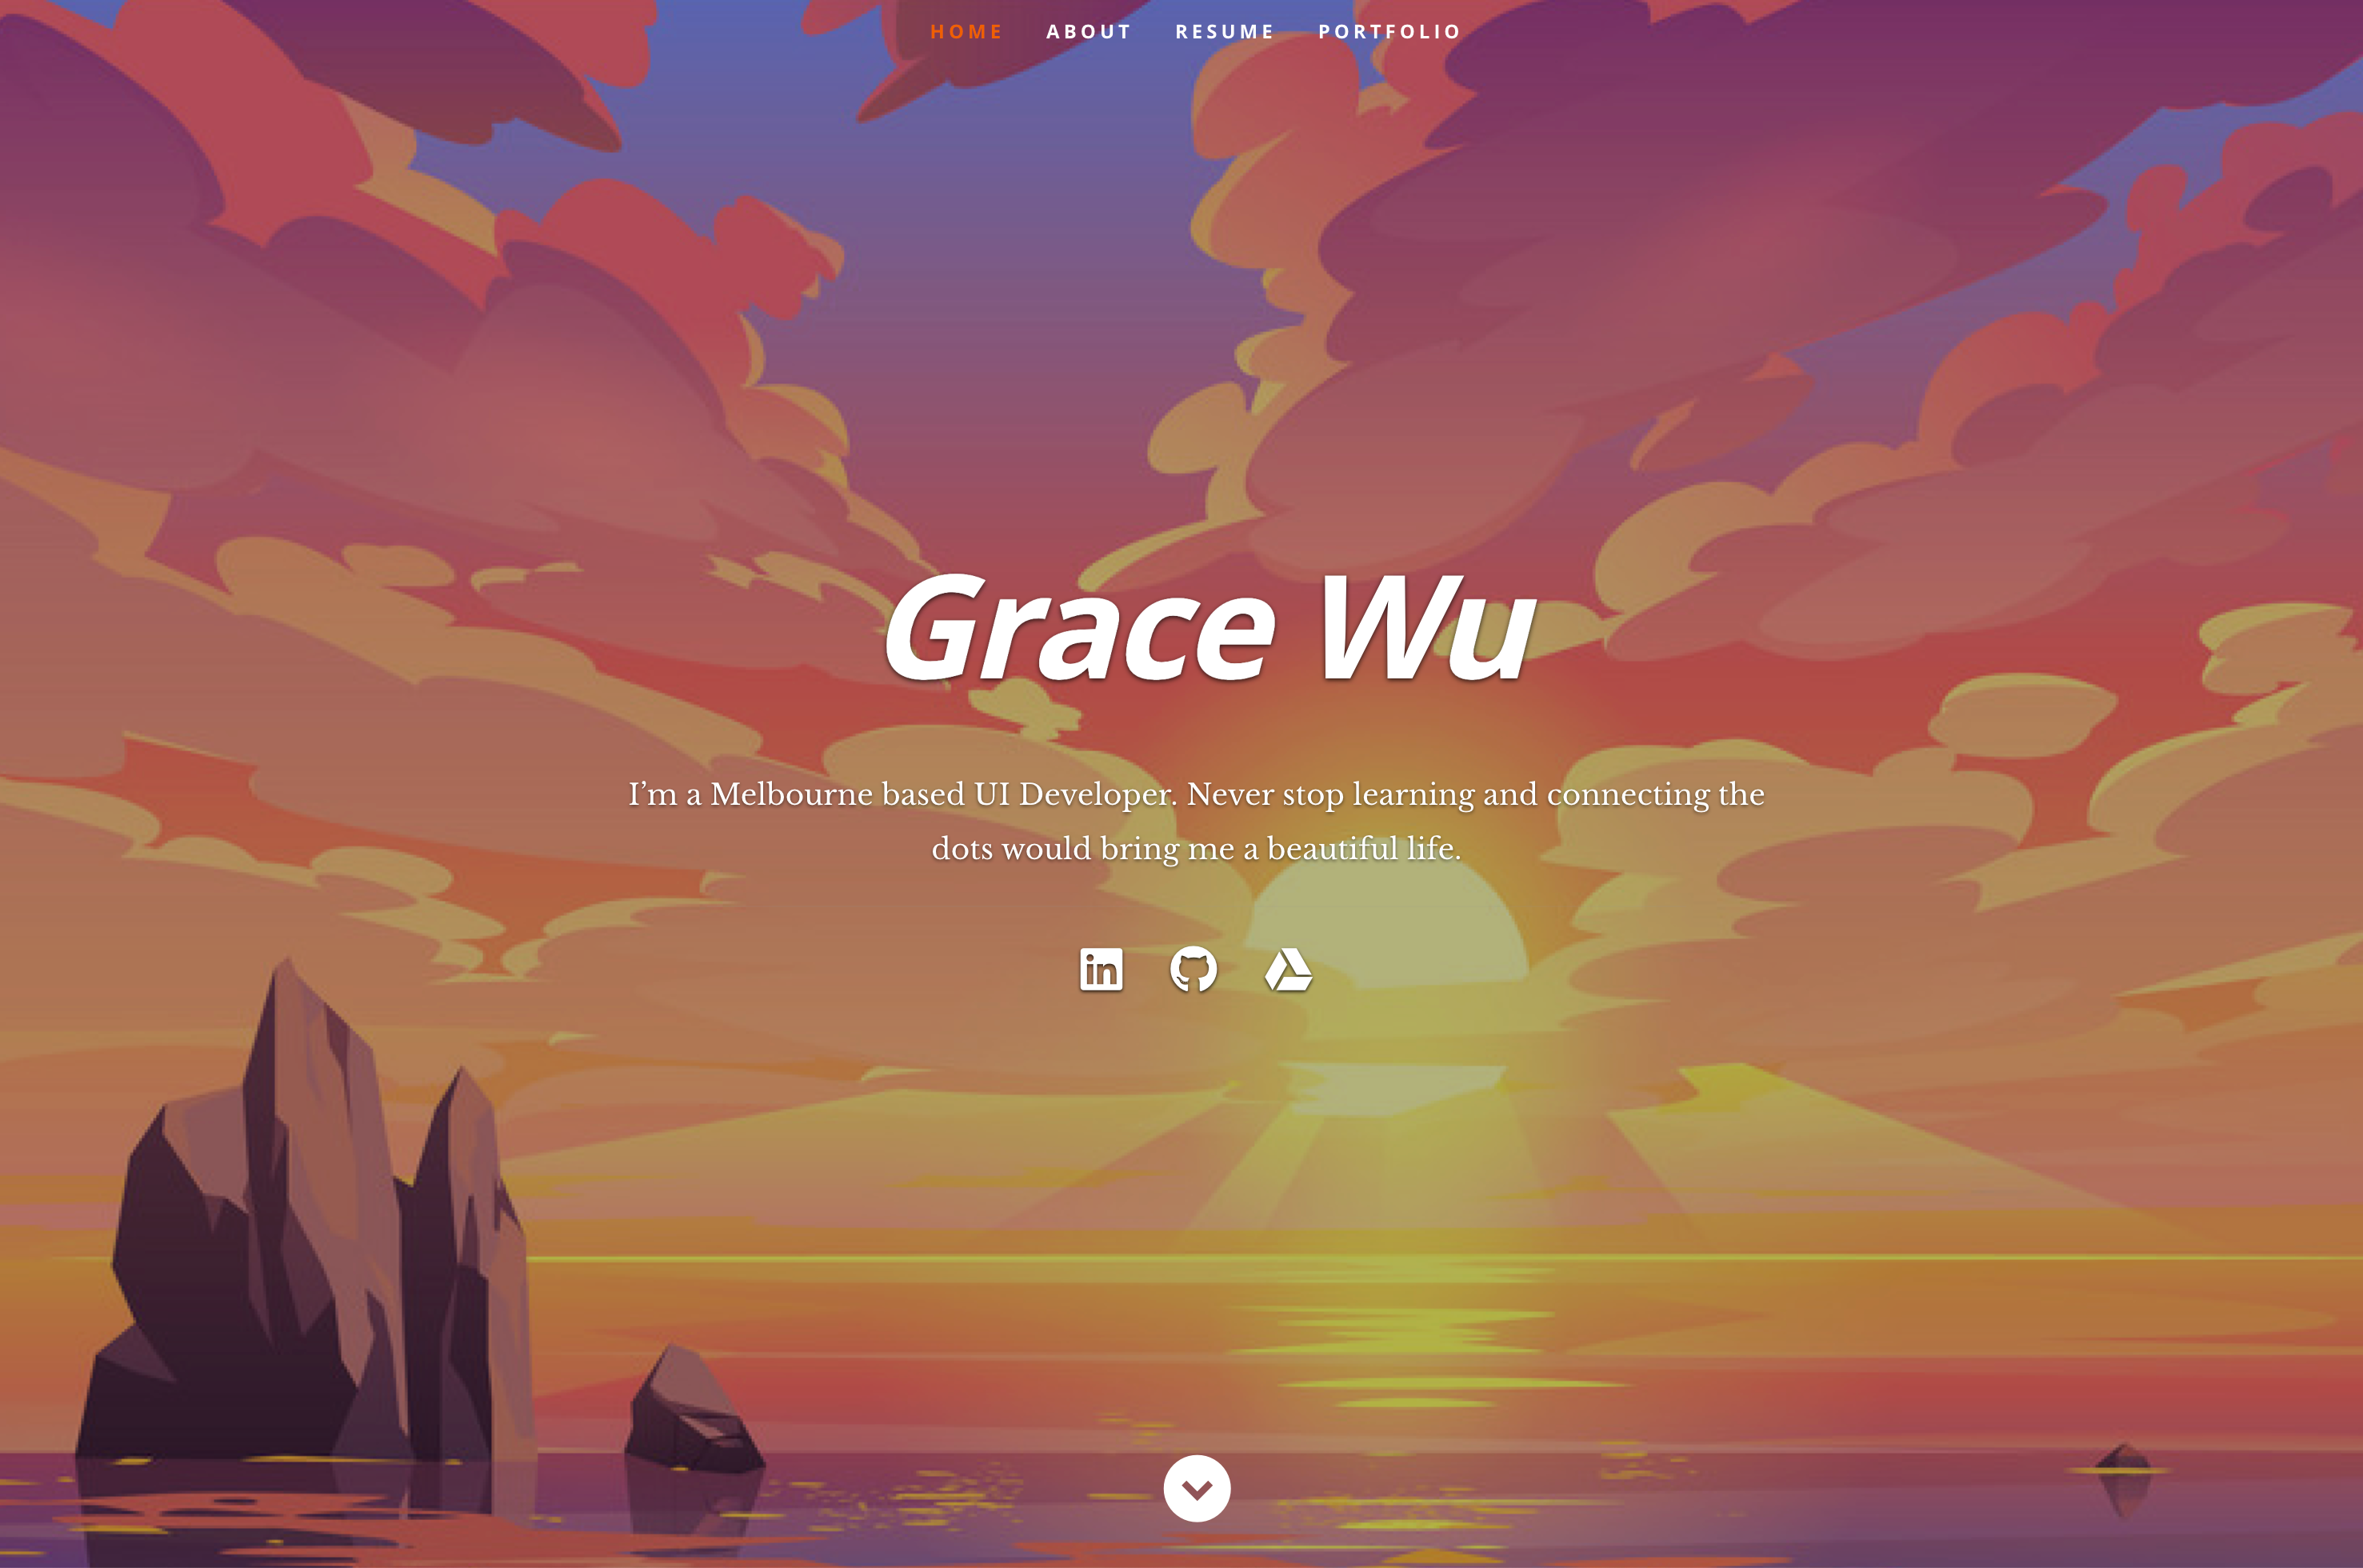 HOME ABOUT RESUME PORTFOLIO
Grace Wu
I’m a Melbourne based UI Developer. Never stop learning and connecting the
dots would bring me a beautiful life.
in